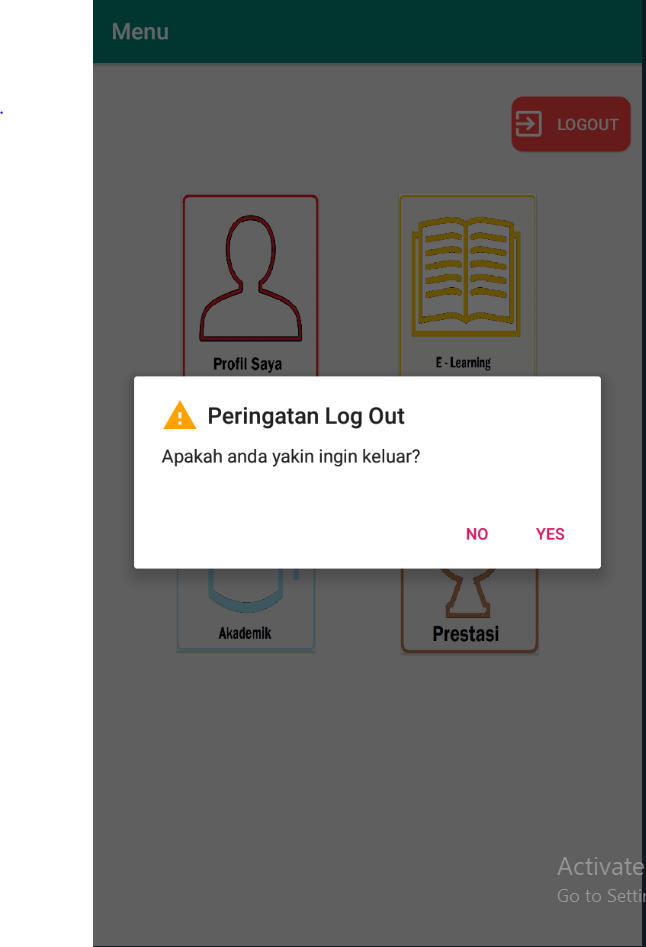 Menu
LOGOUT
Profil Saya
E - Learning
Peringatan Log Out
Apakah anda yakin ingin keluar?
NO
YES
Akademik
Prestasi
Activate
Go to Setti